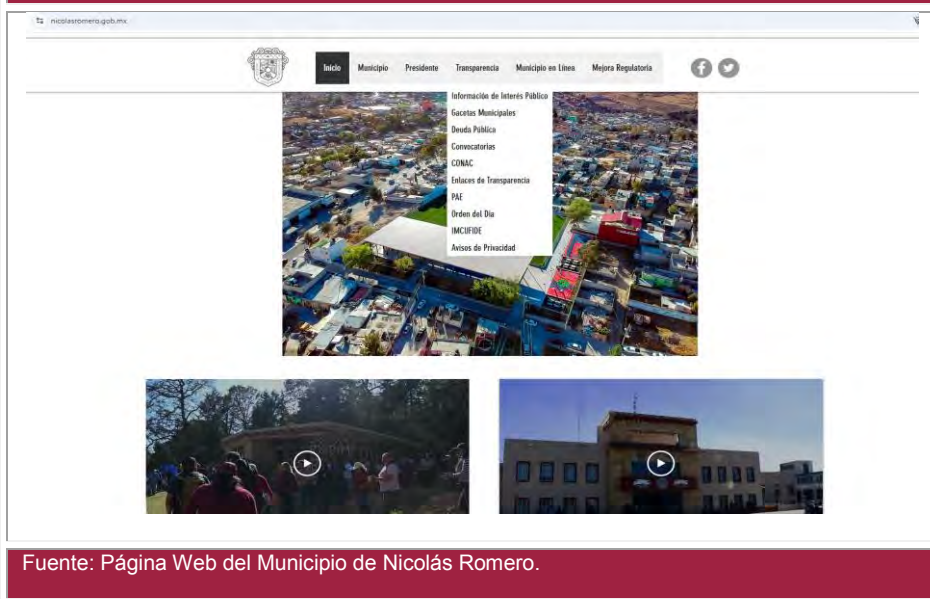 nicolasromero.gob.mx
Inicio Municipio Presidente Transparencia Municipio en Línea Mejora Regulatoria
Información de Interés Público
Gacetas Municipales
Deuda Pública
Convocatorias
CONAC
Enlaces de Transparencia
PAE
Orden del Dia
IMCUFIDE
Avisos de Privacidad
Fuente: Página Web del Municipio de Nicolás Romero.